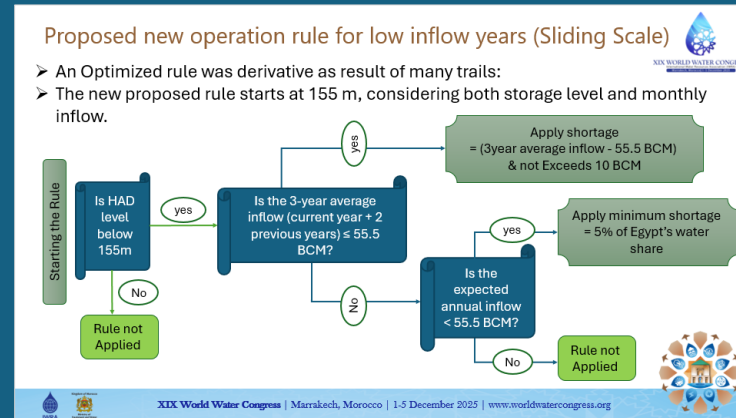 Proposed new operation rule for low inflow years (Sliding Scale)
XIX WORLD WATER CONGR
➢ An Optimized rule was derivative as result of many trails:
➢ The new proposed rule starts at 155 m, considering both storage level and monthly
inflow.
Starting the Rule
Is HAD
level
below
155m
yes
No
Rule not
Applied
Is the 3-year average
inflow (current year + 2
previous years) ≤ 55.5
BCM?
yes
Apply shortage
= (3year average inflow - 55.5 BCM)
& not Exceeds 10 BCM
No
Is the
expected
annual inflow
< 55.5 BCM?
yes
Apply minimum shortage
= 5% of Egypt's water
share
No
Rule not
Applied
XIX World Water Congress | Marrakech, Morocco | 1-5 December 2025 | www.worldwatercongress.org